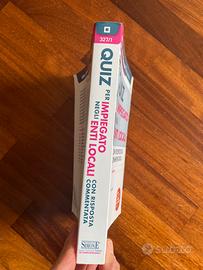 327/1
QUIZ
PER IMPIEGATO
NEGLI ENTI LOCALI
CON RISPOSTA
COMMENTATA
SIMONE
subito